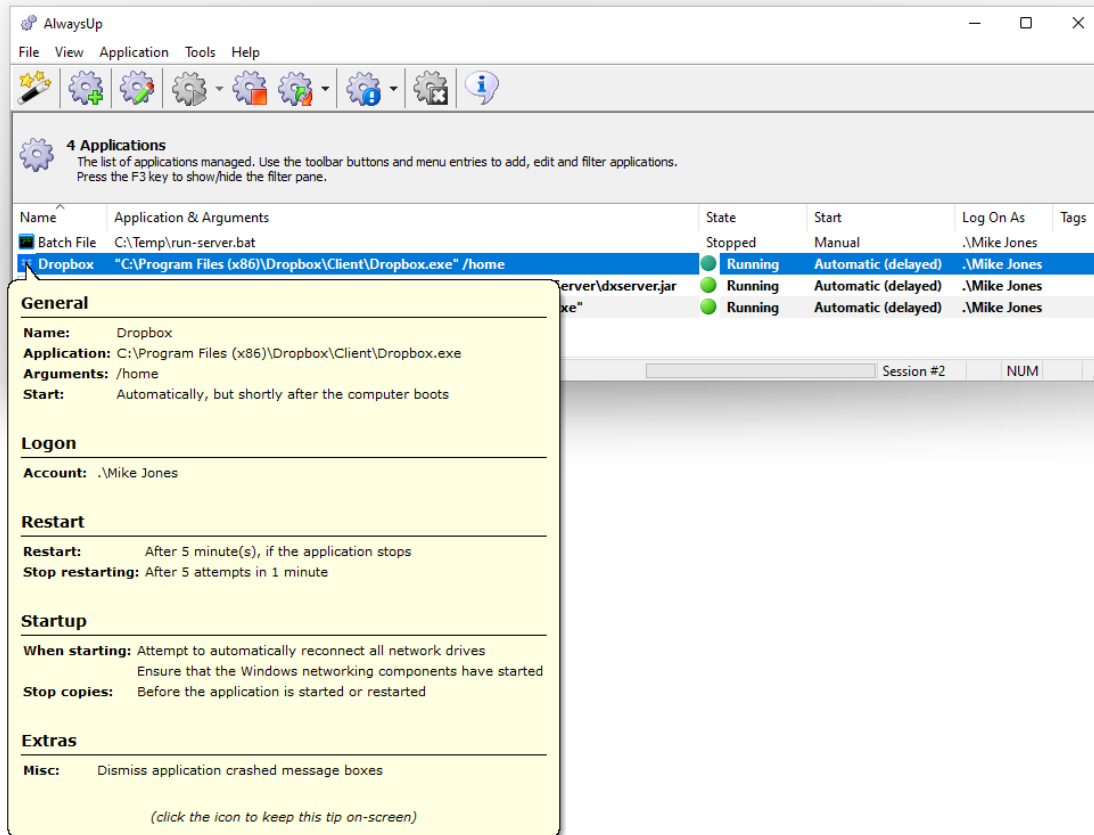 AlwaysUp
File View Application Tools Help
4 Applications
The list of applications managed. Use the toolbar buttons and menu entries to add, edit and filter applications.
Press the F3 key to show/hide the filter pane.
Name Application & Arguments State Start Log On As Tags
Batch File C:\Temp\run-server.bat Stopped Manual .\Mike Jones
Dropbox "C:\Program Files (x86)\Dropbox\Client\Dropbox.exe" /home Running Automatic (delayed) .\Mike Jones
erver\dxserver.jar Running Automatic (delayed) .\Mike Jones
xe" Running Automatic (delayed) .\Mike Jones
Session #2 NUM
General
Name: Dropbox
Application: C:\Program Files (x86)\Dropbox\Client\Dropbox.exe
Arguments: /home
Start: Automatically, but shortly after the computer boots
Logon
Account: .\Mike Jones
Restart
Restart: After 5 minute(s), if the application stops
Stop restarting: After 5 attempts in 1 minute
Startup
When starting: Attempt to automatically reconnect all network drives
Ensure that the Windows networking components have started
Stop copies: Before the application is started or restarted
Extras
Misc: Dismiss application crashed message boxes
(click the icon to keep this tip on-screen)